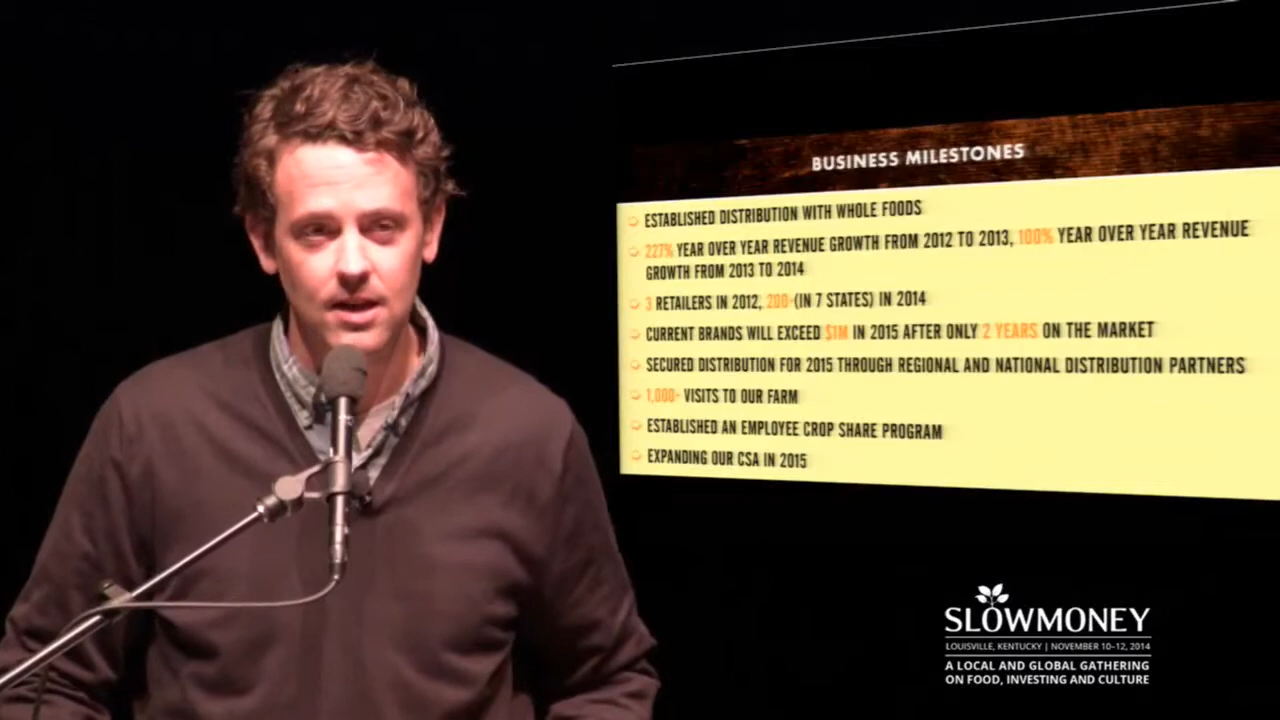 BUSINESS MILESTONES
ESTABLISHED DISTRIBUTION WITH WHOLE FOODS
227% YEAR OVER YEAR REVENUE GROWTH FROM 2012 TO 2013, 100% YEAR OVER YEAR REVENUE
GROWTH FROM 2013 TO 2014
3 RETAILERS IN 2012, 200+(IN 7 STATES) IN 2014
CURRENT BRANDS WILL EXCEED $1M IN 2015 AFTER ONLY 2 YEARS ON THE MARKET
SECURED DISTRIBUTION FOR 2015 THROUGH REGIONAL AND NATIONAL DISTRIBUTION PARTNERS
1,000+ VISITS TO OUR FARM
ESTABLISHED AN EMPLOYEE CROP SHARE PROGRAM
EXPANDING OUR CSA IN 2015
SLOWMONEY
LOUISVILLE, KENTUCKY | NOVEMBER 10–12, 2014
A LOCAL AND GLOBAL GATHERING
ON FOOD, INVESTING AND CULTURE